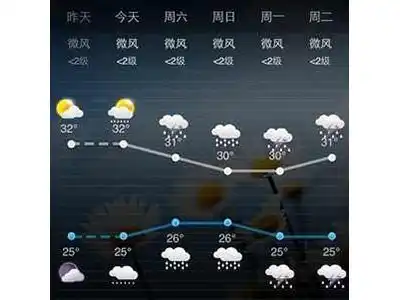 昨天 今天 周六 周日 周一 周二
微风 微风 微风 微风 微风 微风
<2级 <2级 <2级 <2级 <2级 <2级
32° 32° 31° 30° 30° 31°
25° 25° 26° 26° 25° 25°